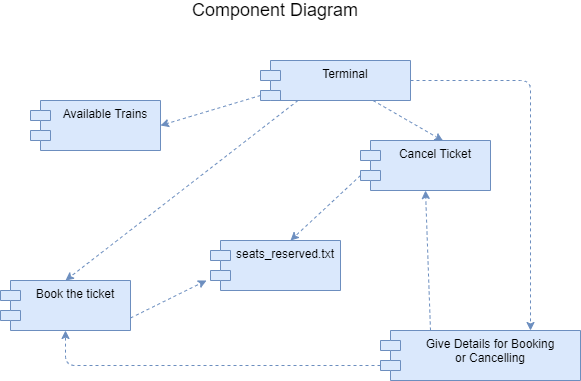 Component Diagram
Terminal
Available Trains
Cancel Ticket
seats_reserved.txt
Book the ticket
Give Details for Booking
or Cancelling